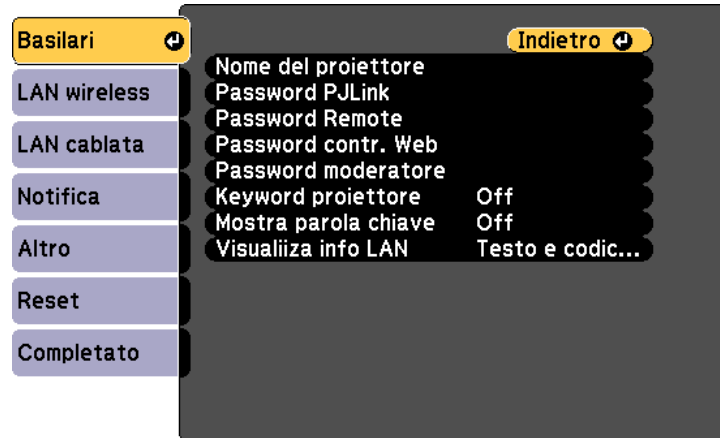 Basilari
LAN wireless
LAN cablata
Notifica
Altro
Reset
Completato
Indietro
Nome del proiettore
Password PJLink
Password Remote
Password contr. Web
Password moderatore
Keyword proiettore Off
Mostra parola chiave Off
Visualiiza info LAN Testo e codic...